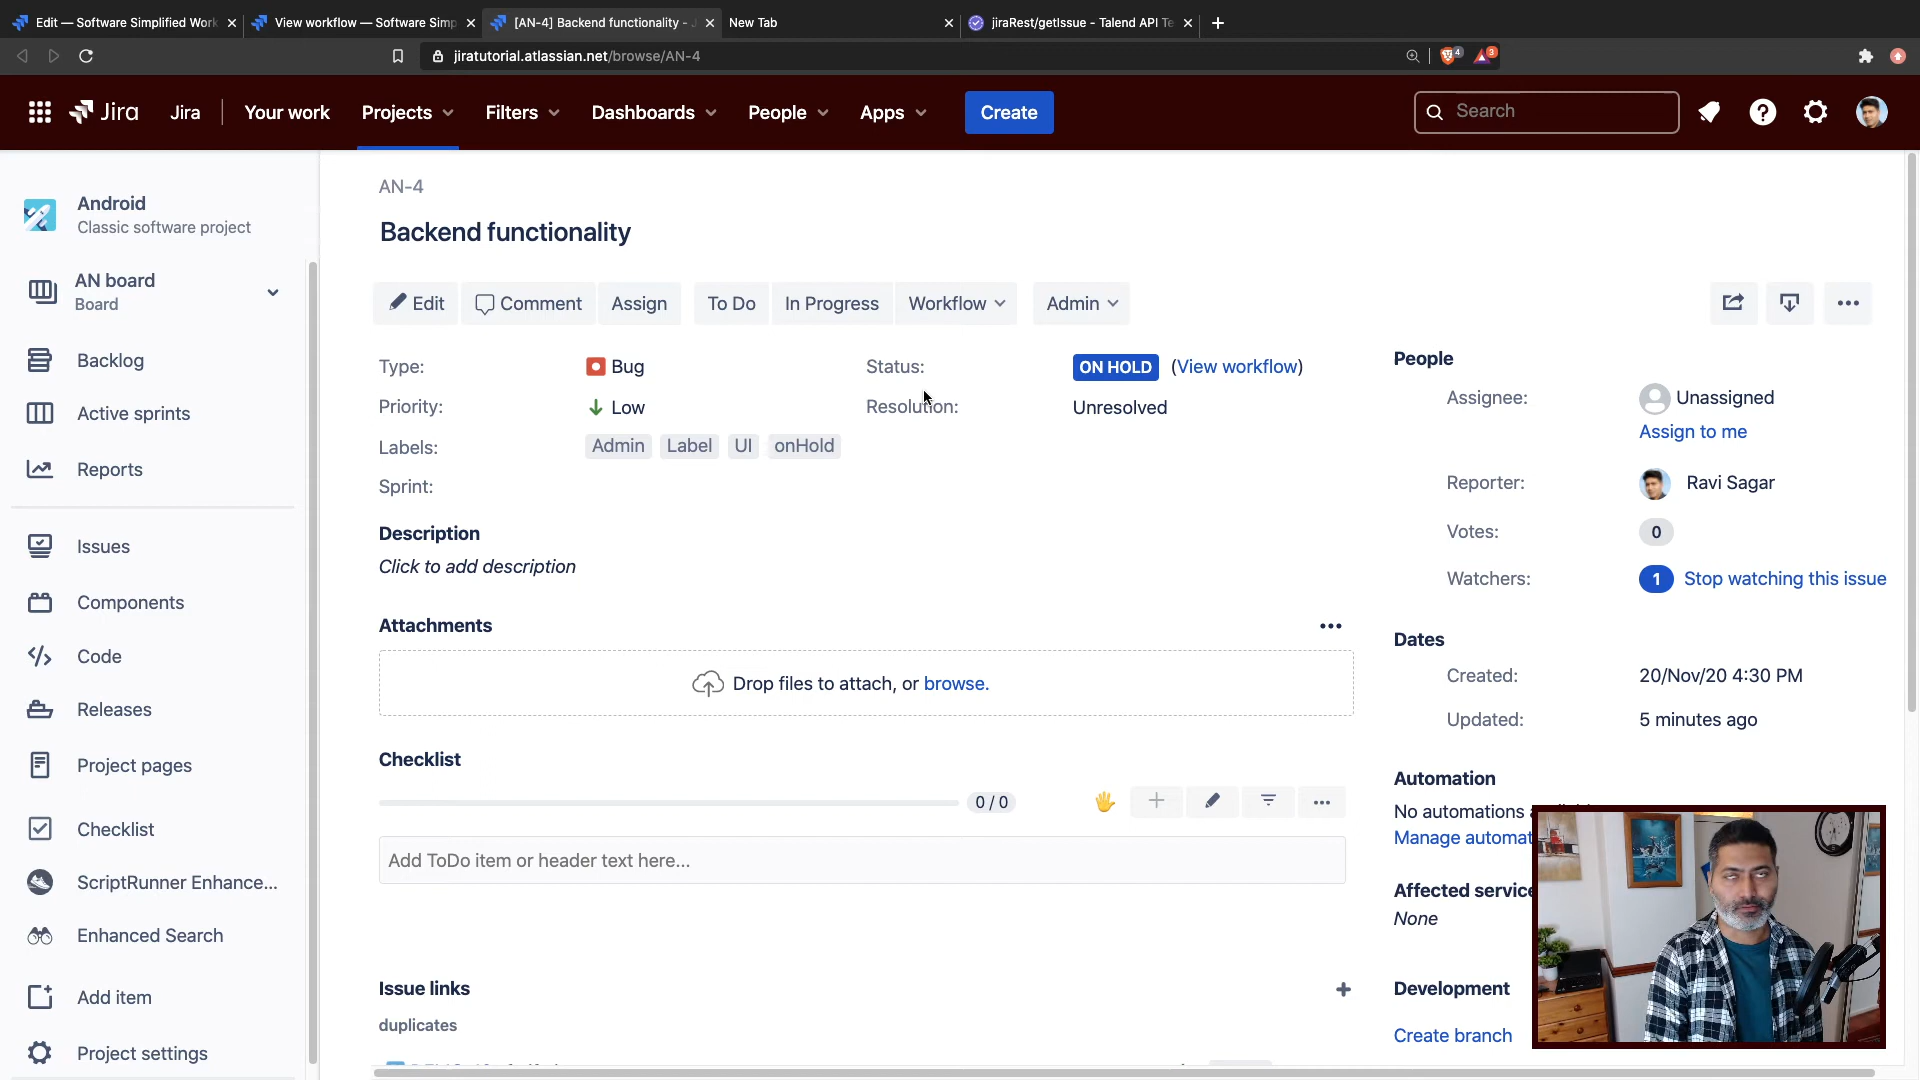 Edit — Software Simplified Work
View workflow — Software Simp
[AN-4] Backend functionality -
New Tab
jiraRest/getIssue - Talend API Te
jiratutorial.atlassian.net/browse/AN-4
4
3
Jira
Jira
Your work
Projects
Filters
Dashboards
People
Apps
Create
Search
Android
Classic software project
AN board
Board
Backlog
Active sprints
Reports
Issues
Components
Code
Releases
Project pages
Checklist
ScriptRunner Enhance...
Enhanced Search
Add item
Project settings
AN-4
Backend functionality
Edit
Comment
Assign
To Do
In Progress
Workflow
Admin
Type: Bug
Status: ON HOLD (View workflow)
Priority: Low
Resolution: Unresolved
Labels: Admin Label UI onHold
Sprint:
Description
Click to add description
Attachments
Drop files to attach, or browse.
Checklist
0 / 0
Add ToDo item or header text here...
Issue links
duplicates
People
Assignee: Unassigned
Assign to me
Reporter: Ravi Sagar
Votes: 0
Watchers: 1 Stop watching this issue
Dates
Created: 20/Nov/20 4:30 PM
Updated: 5 minutes ago
Automation
No automations
Manage automat
Affected service
None
Development
Create branch